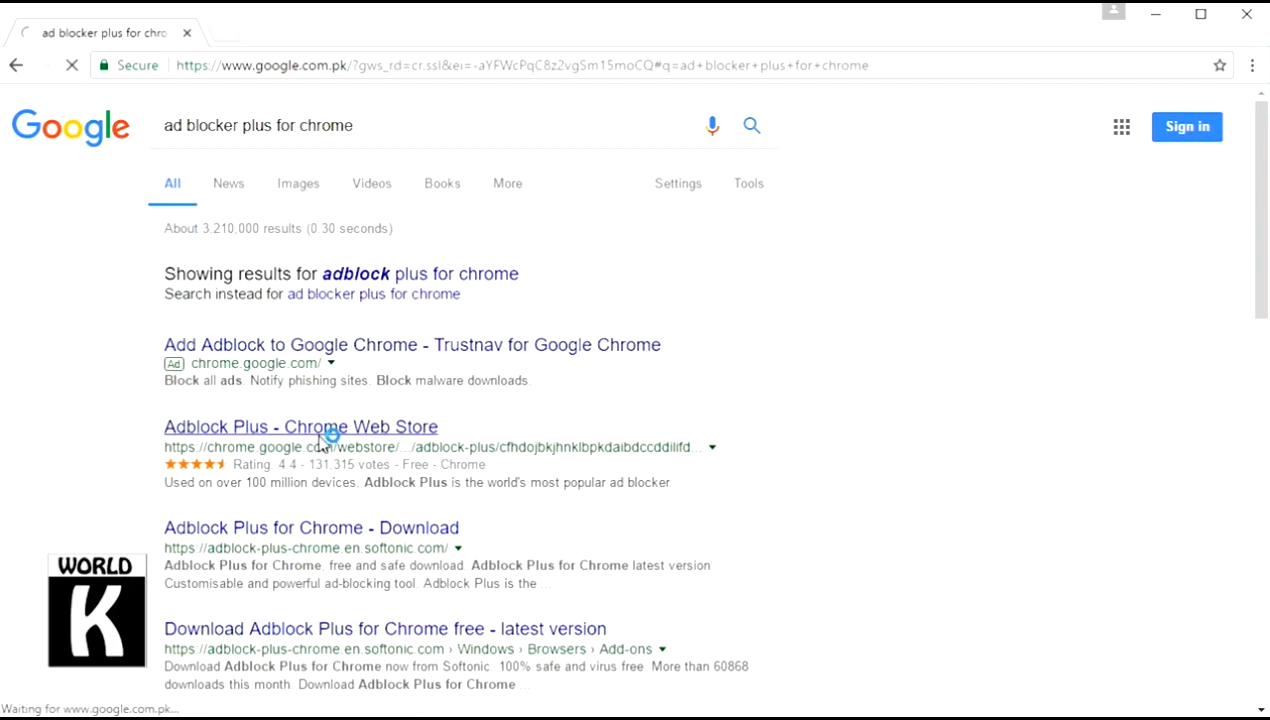 ad blocker plus for chro
Secure https://www.google.com.pk/?gws_rd=cr,ssl&ei=-aYFWcPqC8z2vgSm15moCQ#q=ad+blocker+plus+for+chrome
Google ad blocker plus for chrome Sign in
All News Images Videos Books More Settings Tools
About 3,210,000 results (0.30 seconds)
Showing results for adblock plus for chrome
Search instead for ad blocker plus for chrome
Add Adblock to Google Chrome - Trustnav for Google Chrome
Ad chrome.google.com/
Block all ads. Notify phishing sites. Block malware downloads.
Adblock Plus - Chrome Web Store
https://chrome.google.com/webstore/.../adblock-plus/cfhdojbkjhnklbpkdaibdccddilifd...
Rating: 4.4 - 131,315 votes - Free - Chrome
Used on over 100 million devices. Adblock Plus is the world's most popular ad blocker.
Adblock Plus for Chrome - Download
https://adblock-plus-chrome.en.softonic.com/
Adblock Plus for Chrome, free and safe download. Adblock Plus for Chrome latest version
Customisable and powerful ad-blocking tool. Adblock Plus is the ...
Download Adblock Plus for Chrome free - latest version
https://adblock-plus-chrome.en.softonic.com › Windows › Browsers › Add-ons
Download Adblock Plus for Chrome now from Softonic: 100% safe and virus free. More than 60868
downloads this month. Download Adblock Plus for Chrome ...
WORLD
K
Waiting for www.google.com.pk...